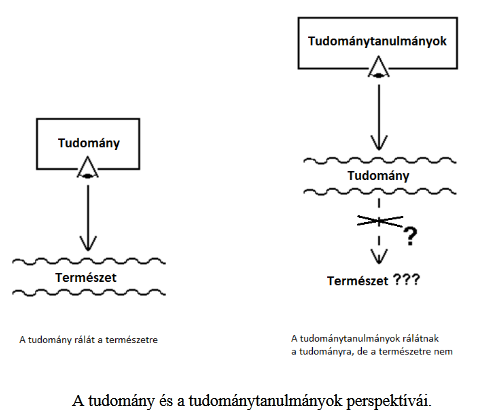 Tudomány
Természet
A tudomány rálát a természetre
Tudománytanulmányok
Tudomány
?
Természet ???
A tudománytanulmányok rálátnak
a tudományra, de a természetre nem
A tudomány és a tudománytanulmányok perspektívái.